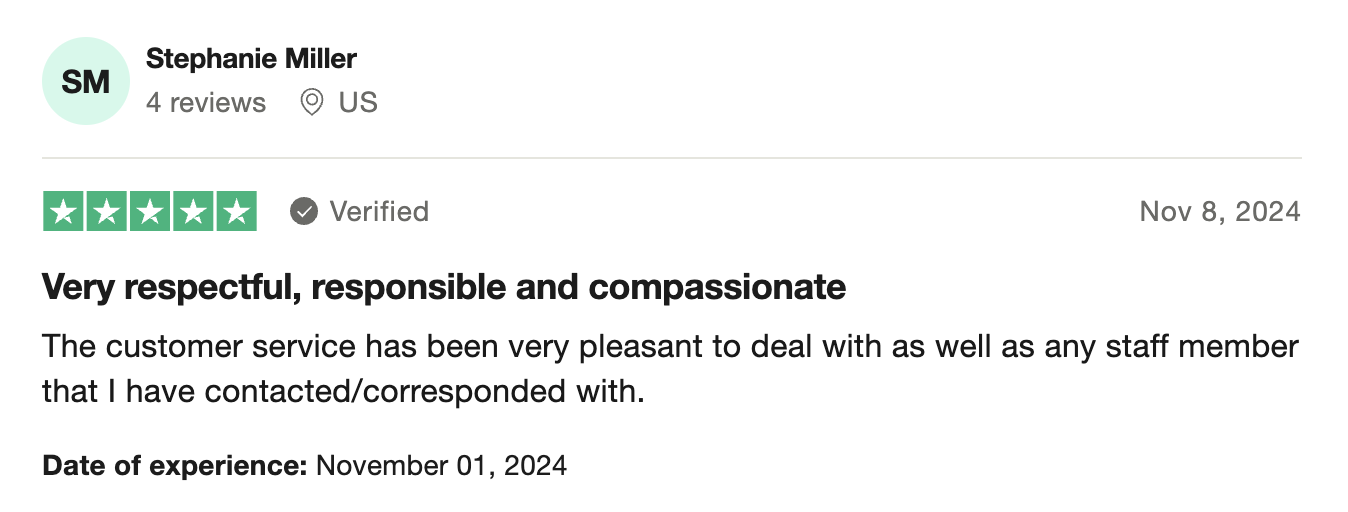 SM
Stephanie Miller
4 reviews US
Verified Nov 8, 2024
Very respectful, responsible and compassionate
The customer service has been very pleasant to deal with as well as any staff member
that I have contacted/corresponded with.
Date of experience: November 01, 2024